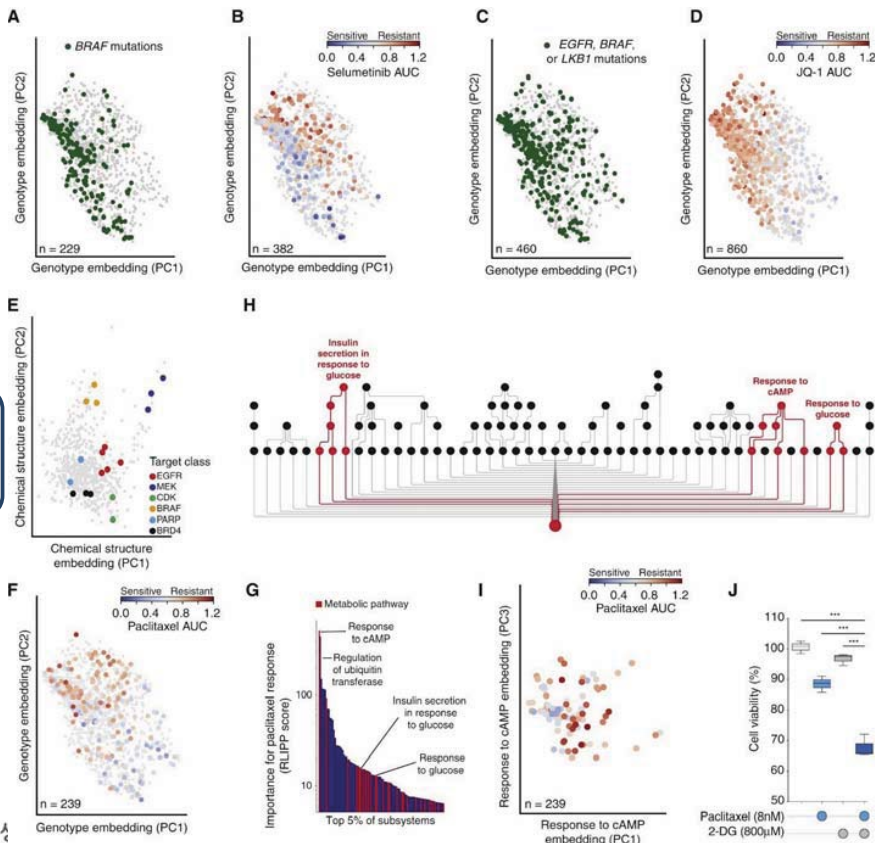 A
BRAF mutations
Genotype embedding (PC2)
n = 229
Genotype embedding (PC1)
B
Sensitive Resistant
0.0 0.4 0.8 1.2
Selumetinib AUC
Genotype embedding (PC2)
n = 382
Genotype embedding (PC1)
C
EGFR, BRAF,
or LKB1 mutations
Genotype embedding (PC2)
n = 460
Genotype embedding (PC1)
D
Sensitive Resistant
0.0 0.4 0.8 1.2
JQ-1 AUC
Genotype embedding (PC2)
n = 860
Genotype embedding (PC1)
E
Chemical structure embedding (PC2)
Target class
EGFR
MEK
CDK
BRAF
PARP
BRD4
Chemical structure
embedding (PC1)
H
Insulin
secretion in
response to
glucose
Response to
cAMP
Response to
glucose
F
Sensitive Resistant
0.0 0.4 0.8 1.2
Paclitaxel AUC
Genotype embedding (PC2)
n = 239
Genotype embedding (PC1)
G
Metabolic pathway
Response
to cAMP
Regulation of
ubiquitin
transferase
Insulin secretion
in response
to glucose
Response
to glucose
Importance for paclitaxel response
(RLIPP score)
100
10
Top 5% of subsystems
I
Sensitive Resistant
0.0 0.4 0.8 1.2
Paclitaxel AUC
Response to cAMP embedding (PC3)
n = 239
Response to cAMP
embedding (PC1)
J
***
***
***
Cell viability (%)
110
100
90
80
70
60
50
Paclitaxel (8nM)
2-DG (800μM)